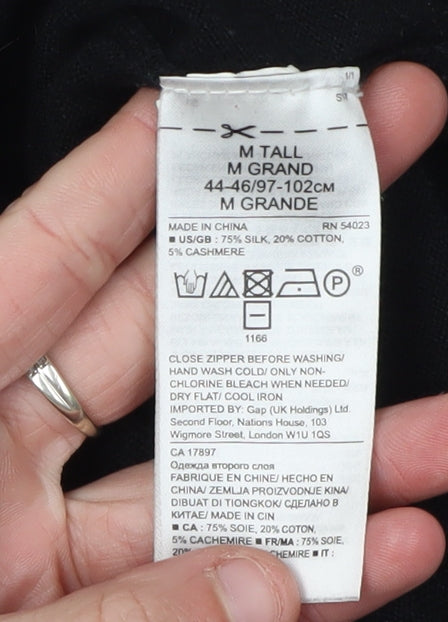 1/1
M TALL
M GRAND
44-46/97-102CM
M GRANDE
MADE IN CHINA RN 54023
■ US/GB : 75% SILK, 20% COTTON,
5% CASHMERE
P ®
1166
CLOSE ZIPPER BEFORE WASHING/
HAND WASH COLD/ ONLY NON-
CHLORINE BLEACH WHEN NEEDED/
DRY FLAT/ COOL IRON
IMPORTED BY: Gap (UK Holdings) Ltd.
Second Floor, Nations House, 103
Wigmore Street, London W1U 1QS
CA 17897
Одежда второго слоя
FABRIQUE EN CHINE/ HECHO EN
CHINA/ ZEMLJA PROIZVODNJE KINA/
DIBUAT DI TIONGKOK/ СДЕЛАНО В
КИТАЕ/ MADE IN CIN
■ CA : 75% SOIE, 20% COTON,
5% CACHEMIRE ■ FR/MA : 75% SOIE,
20% CACHEMIRE ■ IT :